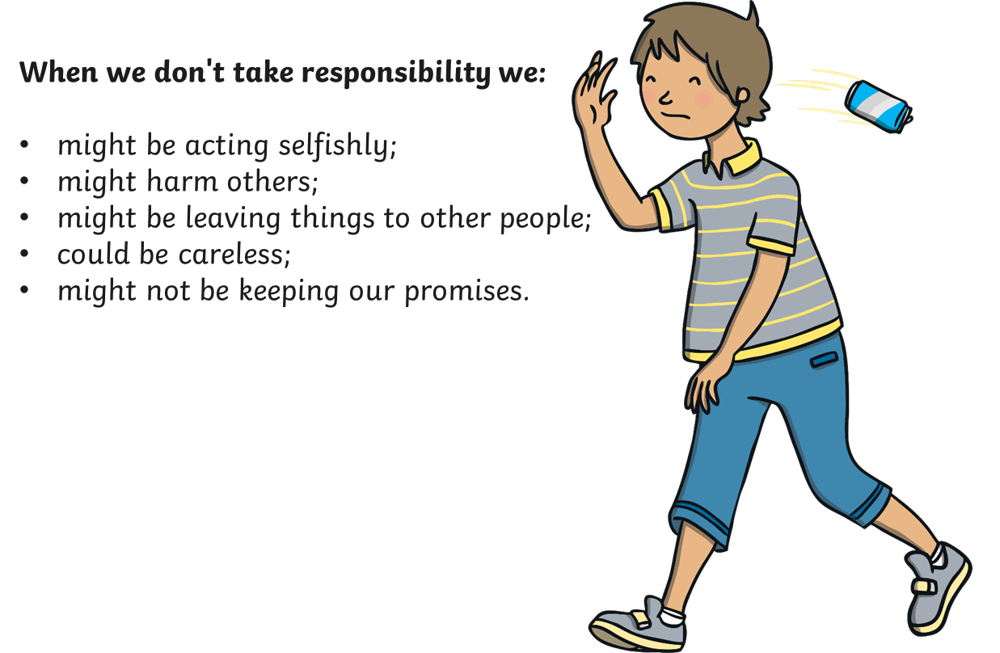 When we don't take responsibility we:
• might be acting selfishly;
• might harm others;
• might be leaving things to other people;
• could be careless;
• might not be keeping our promises.